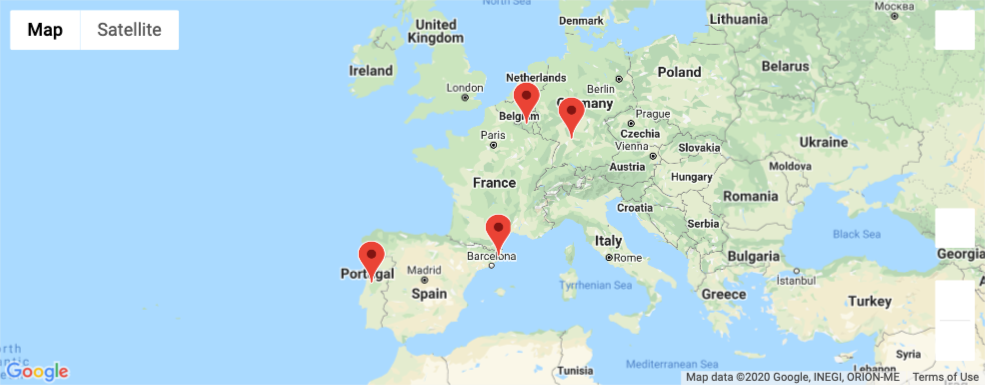 North Sea
Москва
Denmark
Lithuania
United
Kingdom
Map
Satellite
Belarus
Ireland
Netherlands
Poland
Berlin
London
Germany
Belgium
Prague
Paris
Czechia
Ukraine
Vienna
Slovakia
Moldova
Austria
Hungary
France
Romania
Croatia
Serbia
Black Sea
Italy
Barcelona
Rome
Bulgaria
Georgia
Portugal
Madrid
Istanbul
Spain
Tyrrhenian Sea
Greece
Turkey
Syria
Mediterranean Sea
Tunisia
Lebanon
Google
Map data ©2020 Google, INEGI, ORION-ME
Terms of Use